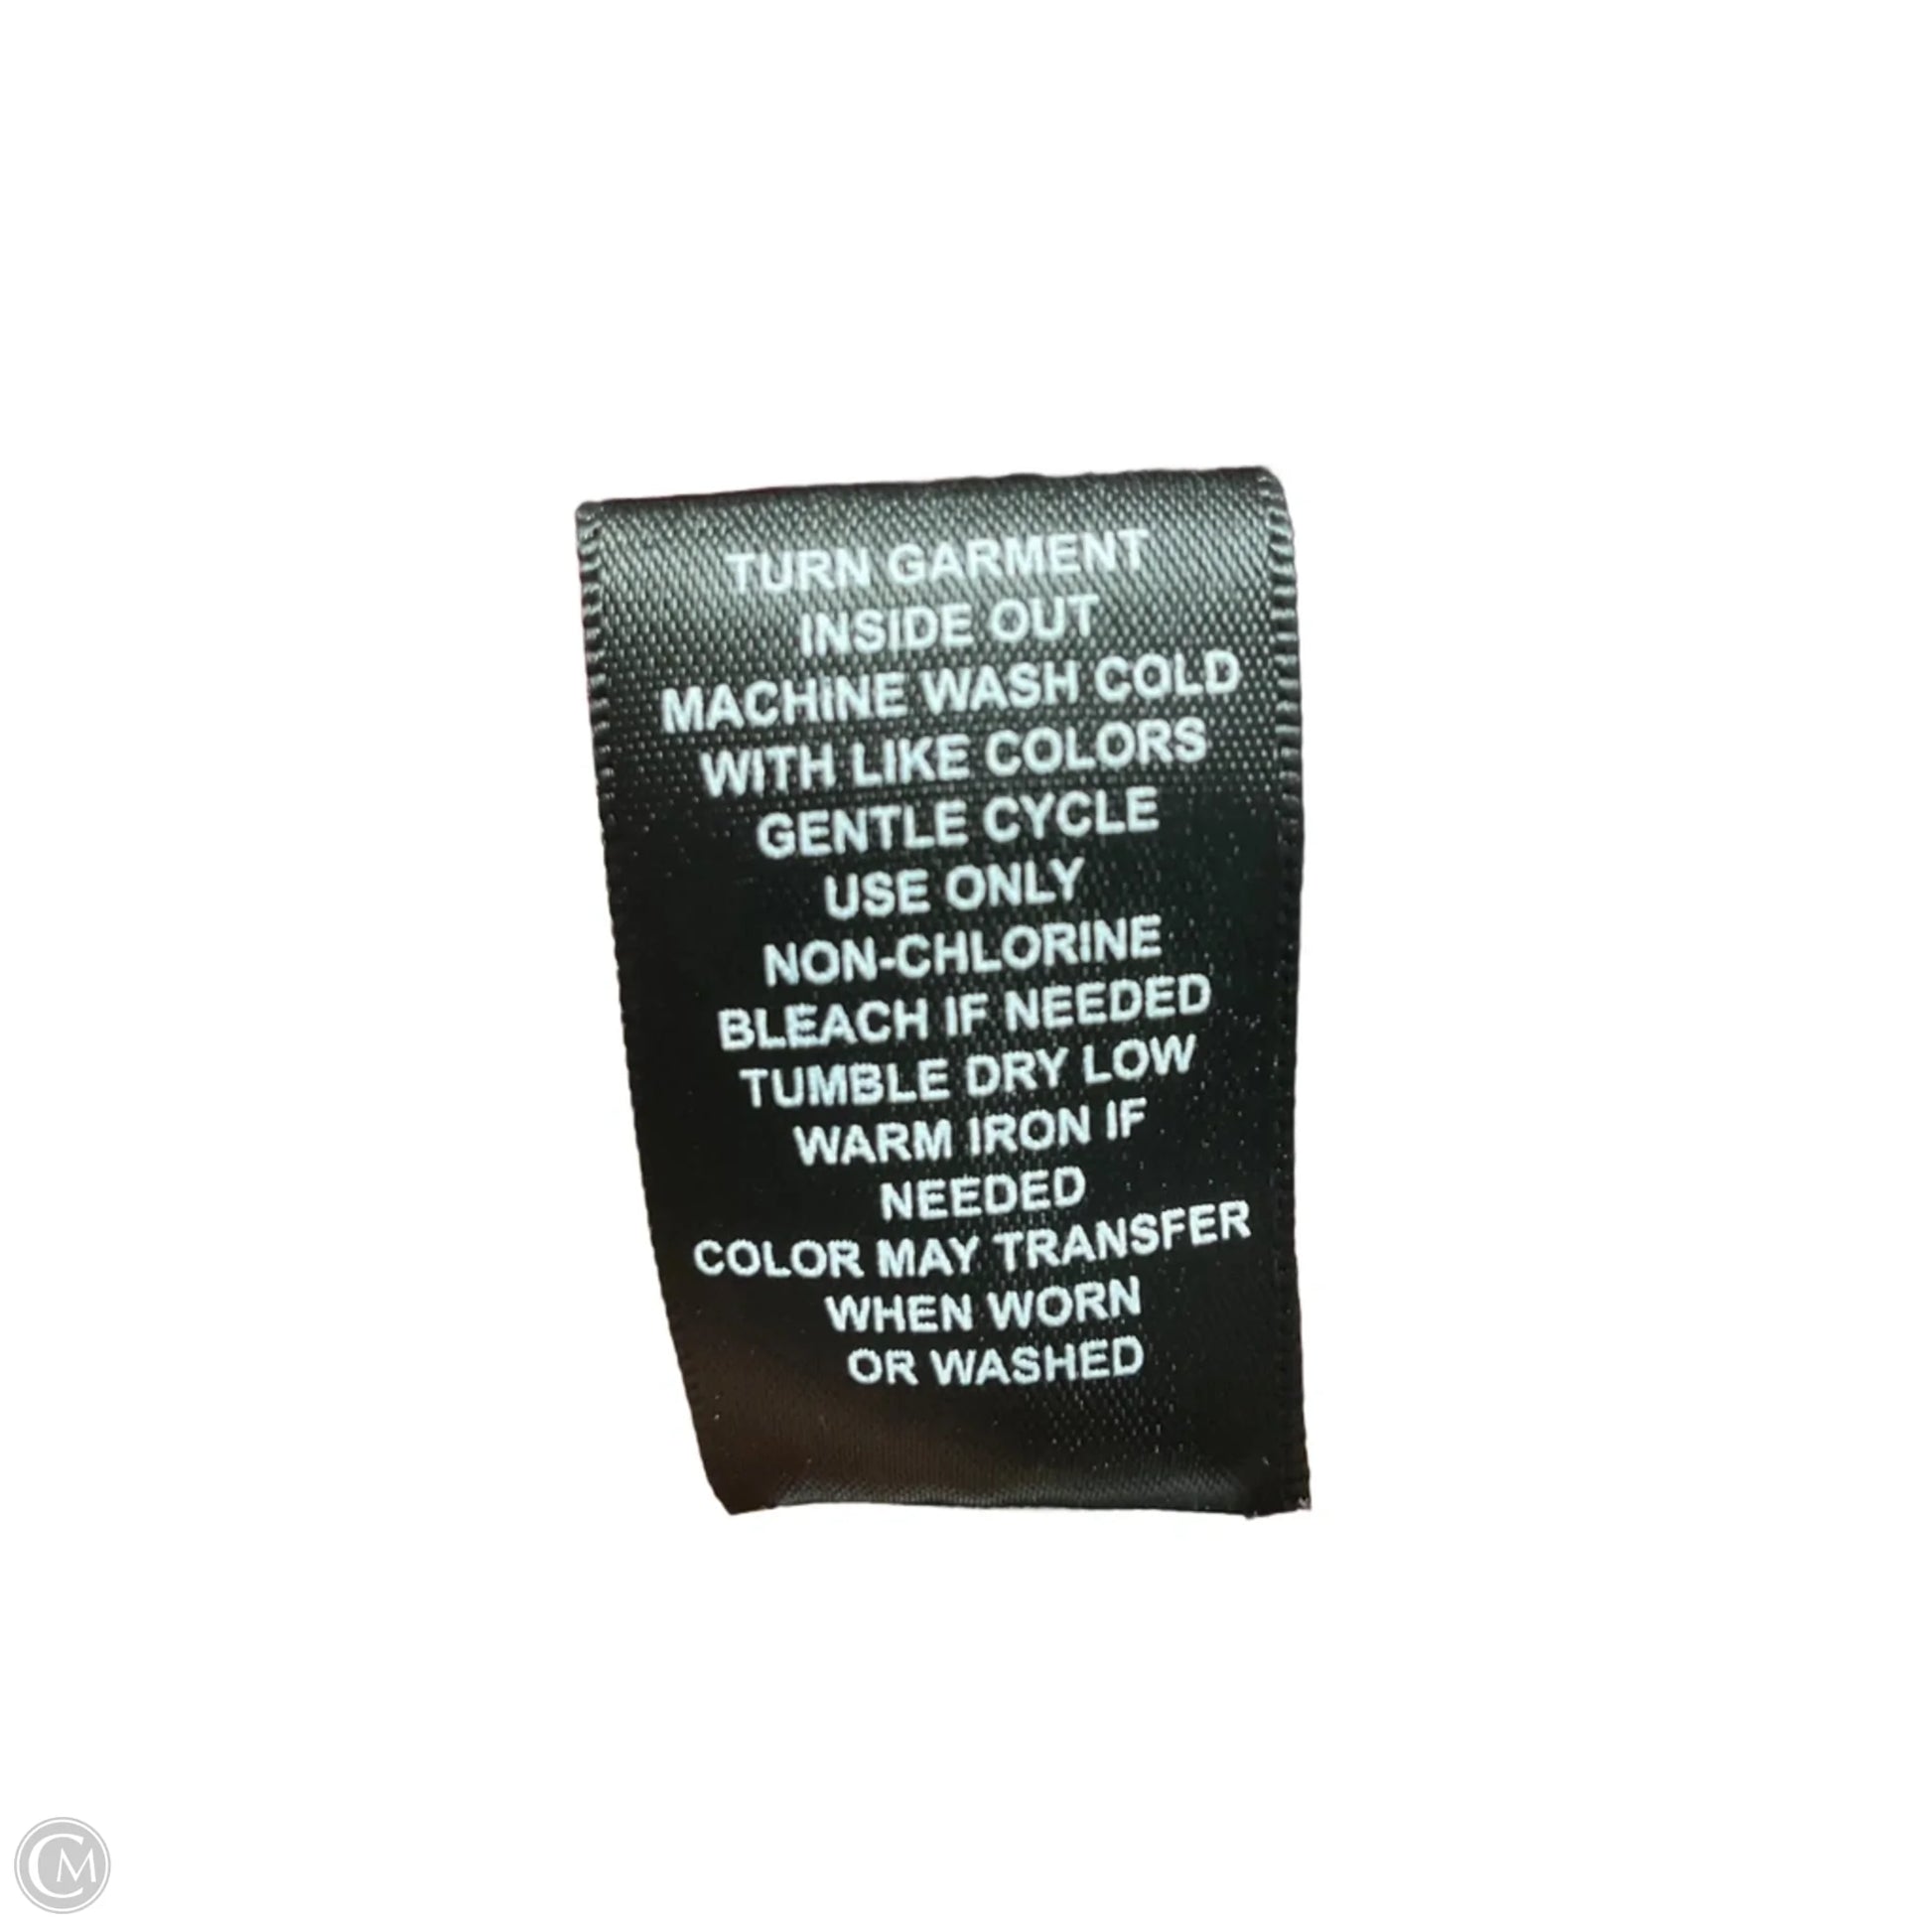 TURN GARMENT
INSIDE OUT
MACHINE WASH COLD
WITH LIKE COLORS
GENTLE CYCLE
USE ONLY
NON-CHLORINE
BLEACH IF NEEDED
TUMBLE DRY LOW
WARM IRON IF
NEEDED
COLOR MAY TRANSFER
WHEN WORN
OR WASHED
CM